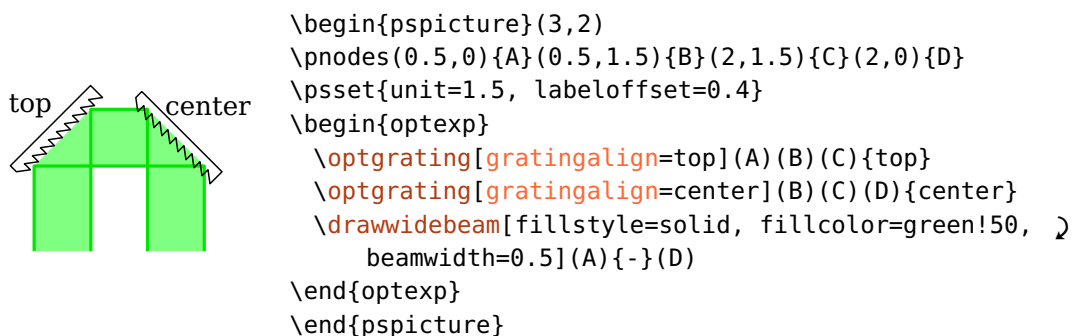 top
center
\begin{pspicture}(3,2)
\pnodes(0.5,0){A}(0.5,1.5){B}(2,1.5){C}(2,0){D}
\psset{unit=1.5, labeloffset=0.4}
\begin{optexp}
\optgrating[gratingalign=top](A)(B)(C){top}
\optgrating[gratingalign=center](B)(C)(D){center}
\drawwidebeam[fillstyle=solid, fillcolor=green!50,
beamwidth=0.5](A){-}(D)
\end{optexp}
\end{pspicture}